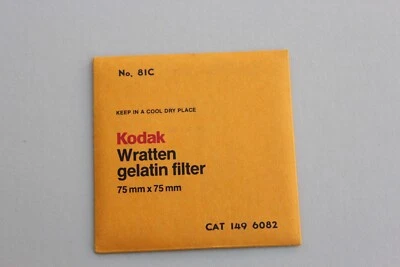 No. 81C
KEEP IN A COOL DRY PLACE
Kodak
Wratten
gelatin filter
75 mm x 75 mm
CAT 149 6082